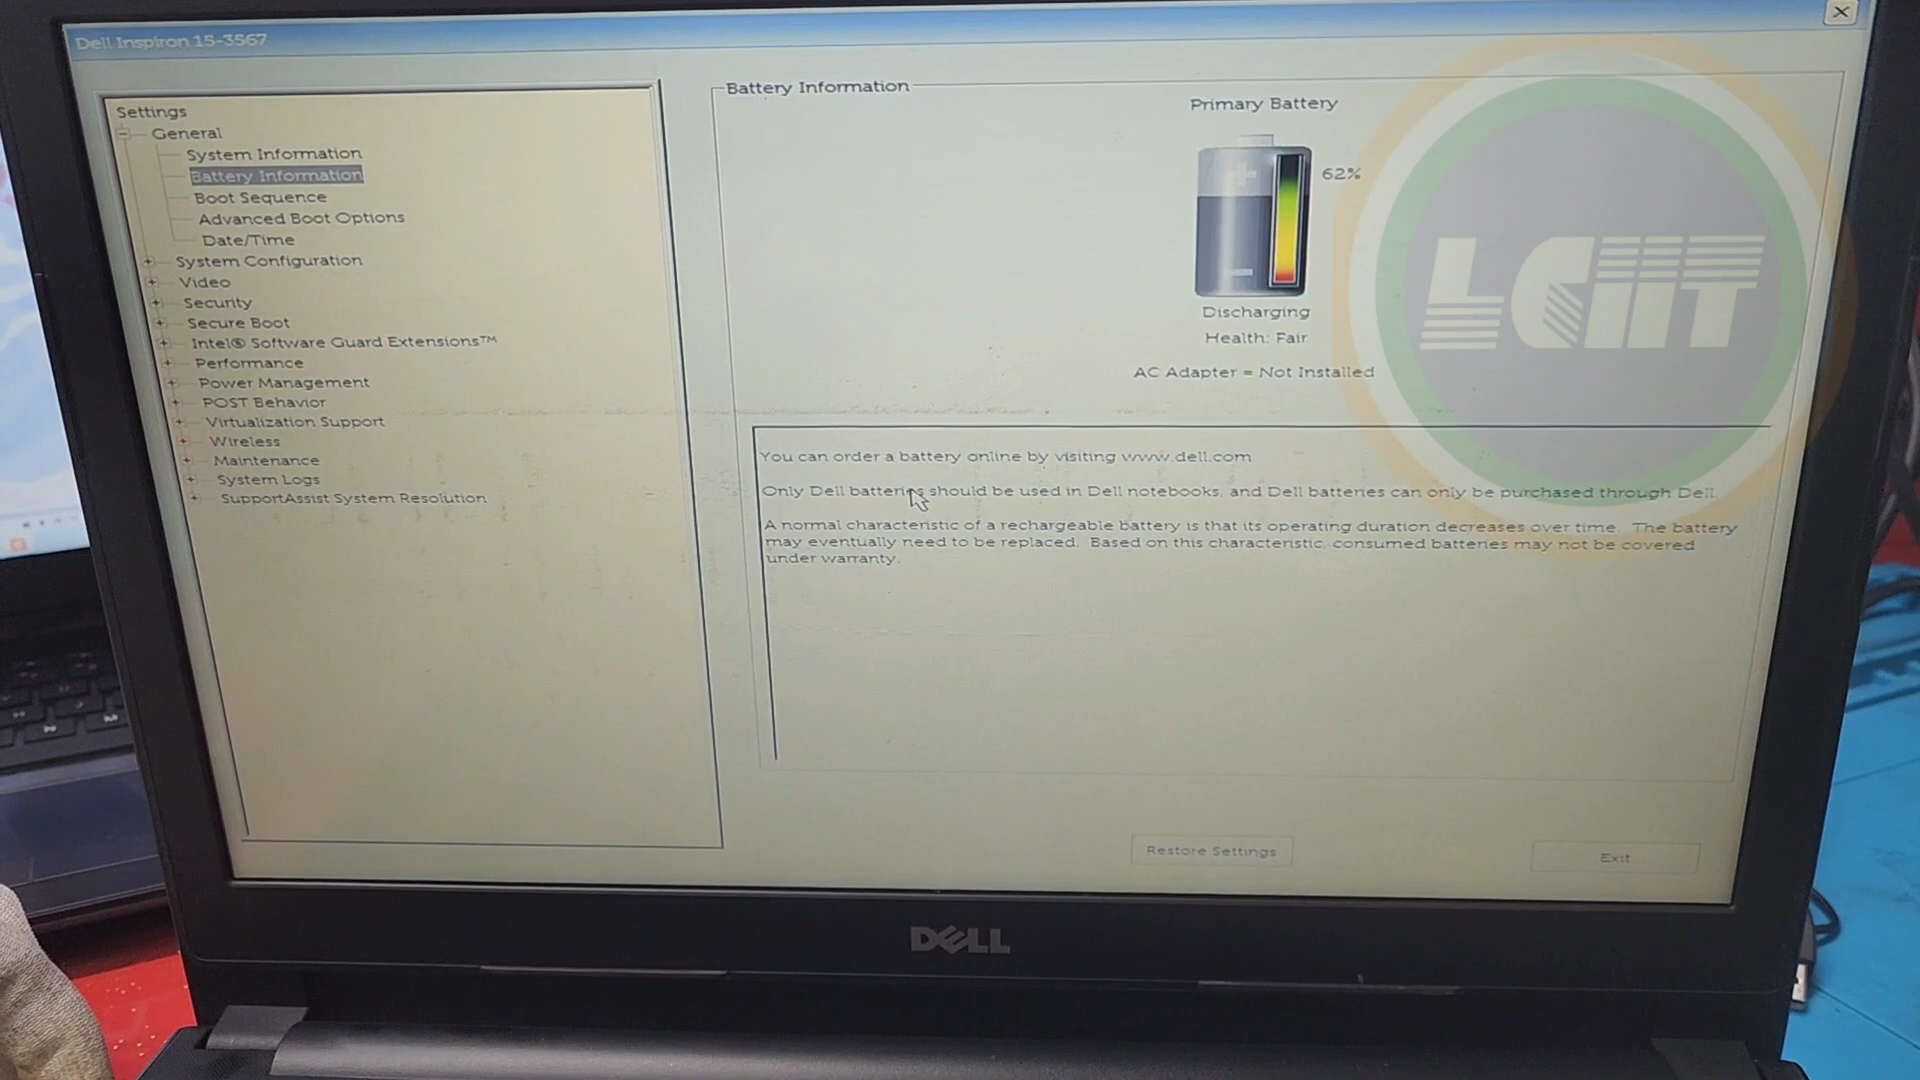 Dell Inspiron 15-3567
Settings
General
System Information
Battery Information
Boot Sequence
Advanced Boot Options
Date/Time
System Configuration
Video
Security
Secure Boot
Intel® Software Guard Extensions™
Performance
Power Management
POST Behavior
Virtualization Support
Wireless
Maintenance
System Logs
SupportAssist System Resolution
Battery Information
Primary Battery
62%
Discharging
Health: Fair
AC Adapter = Not Installed
You can order a battery online by visiting www.dell.com
Only Dell batteries should be used in Dell notebooks, and Dell batteries can only be purchased through Dell.
A normal characteristic of a rechargeable battery is that its operating duration decreases over time. The battery
may eventually need to be replaced. Based on this characteristic, consumed batteries may not be covered
under warranty.
Restore Settings
Exit
LCIIT
DELL